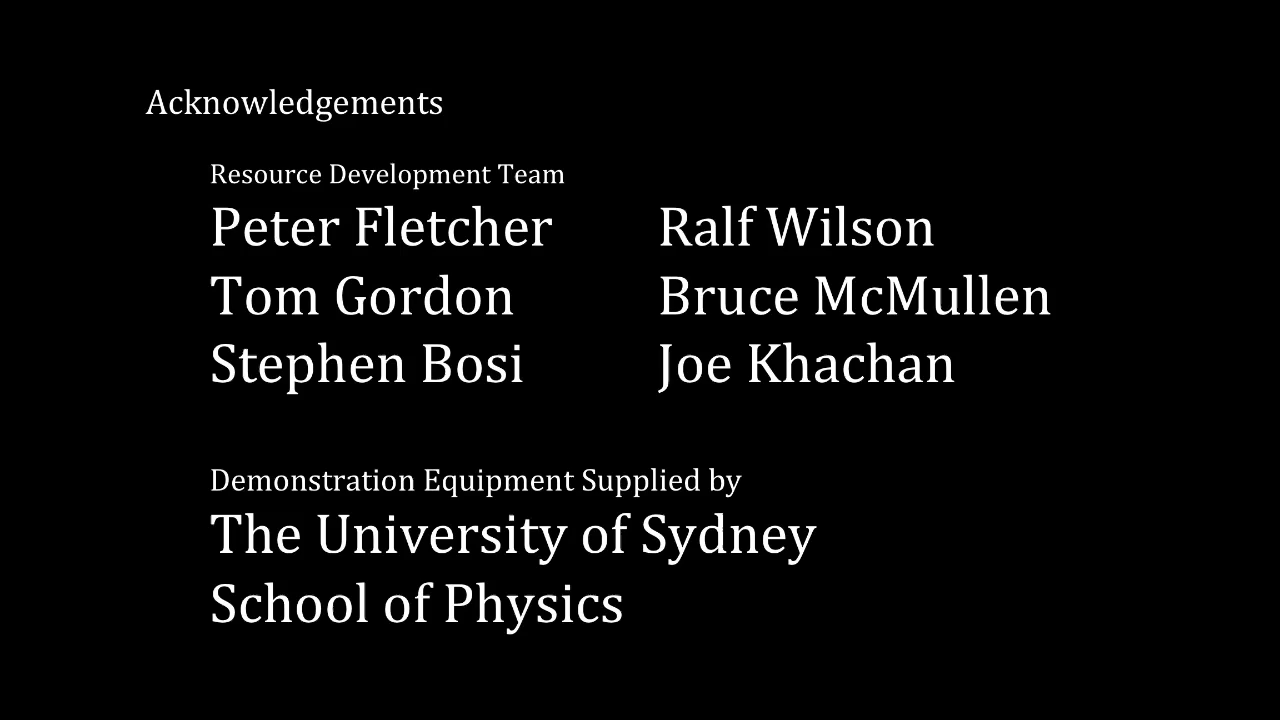 Acknowledgements
Resource Development Team
Peter Fletcher
Ralf Wilson
Tom Gordon
Bruce McMullen
Stephen Bosi
Joe Khachan
Demonstration Equipment Supplied by
The University of Sydney
School of Physics